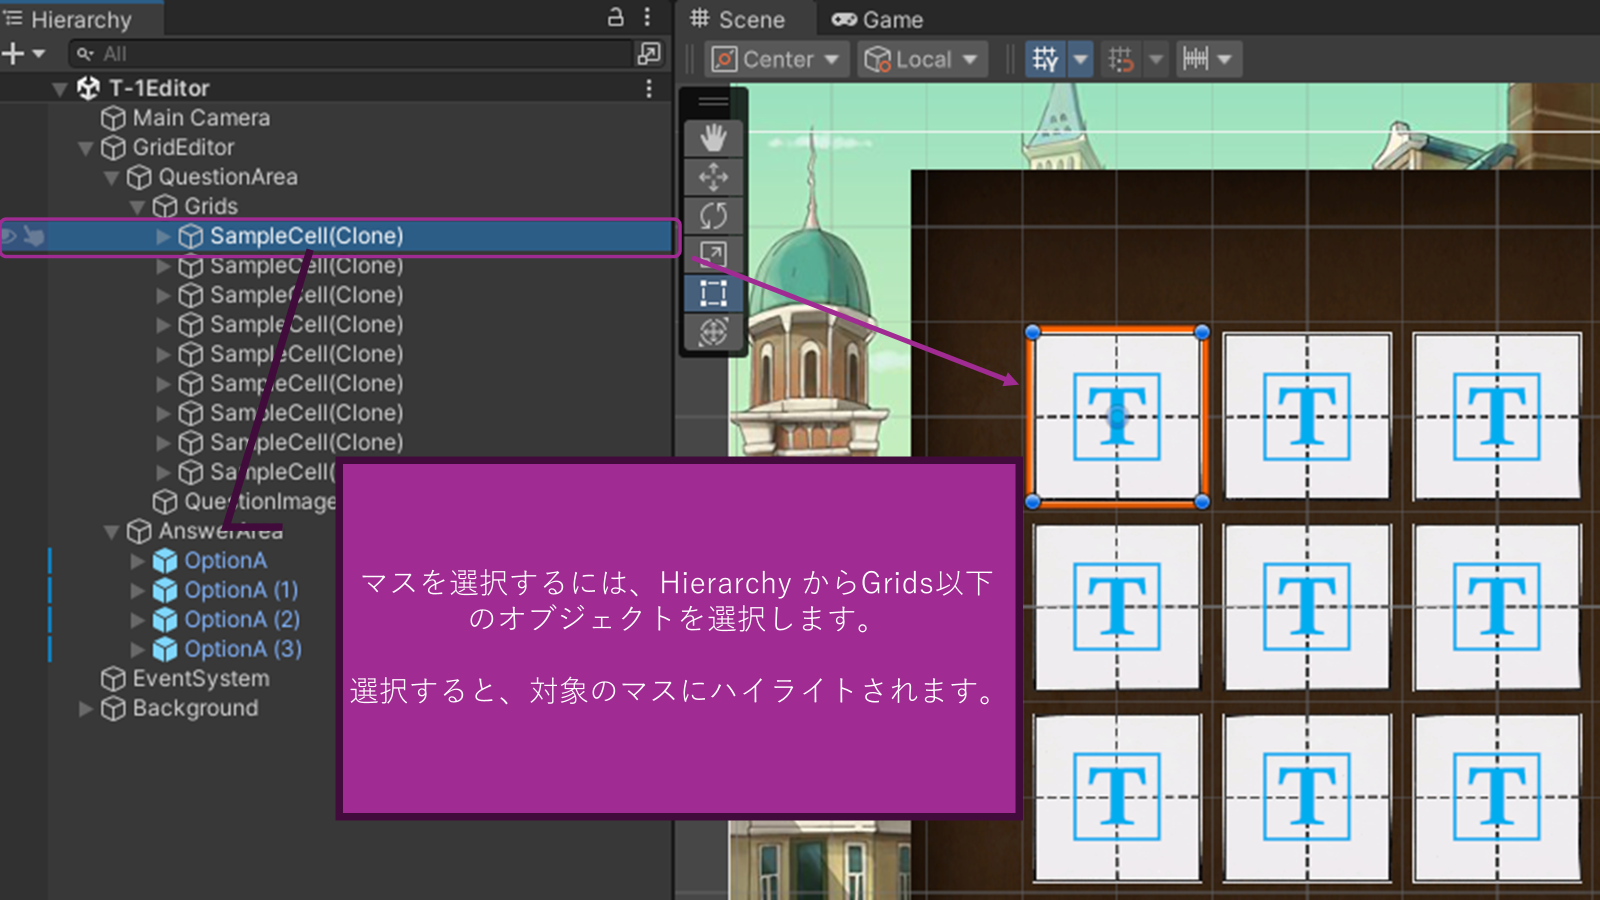 Hierarchy
All
T-1Editor
Main Camera
GridEditor
QuestionArea
Grids
SampleCell(Clone)
SampleCell(Clone)
SampleCell(Clone)
SampleCell(Clone)
SampleCell(Clone)
SampleCell(Clone)
SampleCell(Clone)
SampleCell(Clone)
SampleCell(
QuestionImage
AnswerArea
OptionA
OptionA (1)
OptionA (2)
OptionA (3)
EventSystem
Background
Scene
Game
Center
Local
マスを選択するには、Hierarchy からGrids以下
のオブジェクトを選択します。
選択すると、対象のマスにハイライトされます。
T T T
T T T
T T T